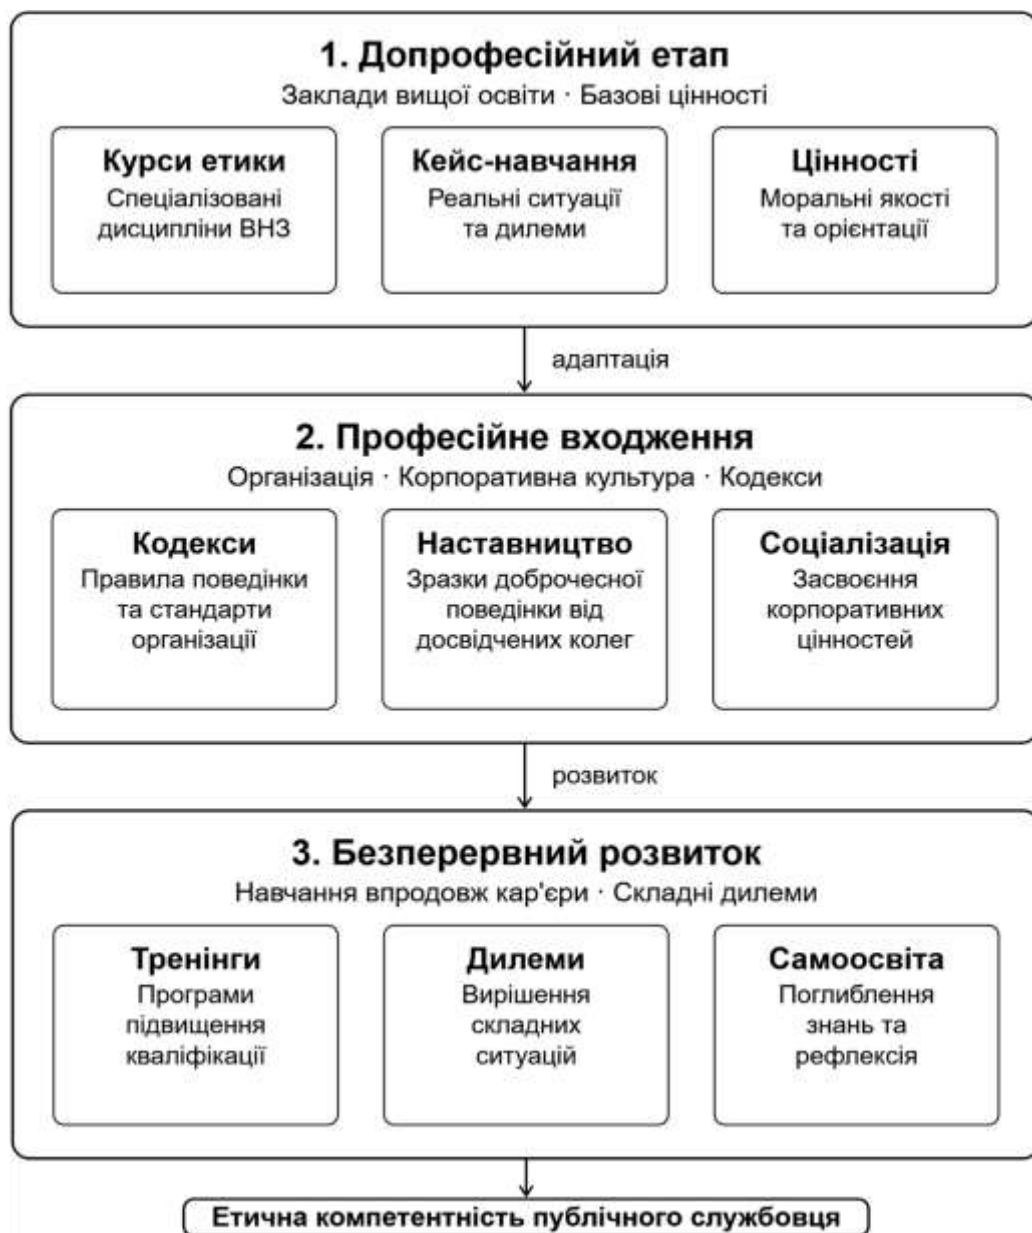 1. Допрофесійний етап
Заклади вищої освіти · Базові цінності
Курси етики
Спеціалізовані
дисципліни ВНЗ
Кейс-навчання
Реальні ситуації
та дилеми
Цінності
Моральні якості
та орієнтації
адаптація
2. Професійне входження
Організація · Корпоративна культура · Кодекси
Кодекси
Правила поведінки
та стандарти
організації
Наставництво
Зразки доброчесної
поведінки від
досвідчених колег
Соціалізація
Засвоєння
корпоративних
цінностей
розвиток
3. Безперервний розвиток
Навчання впродовж кар'єри · Складні дилеми
Тренінги
Програми
підвищення
кваліфікації
Дилеми
Вирішення
складних
ситуацій
Самоосвіта
Поглиблення
знань та
рефлексія
Етична компетентність публічного службовця